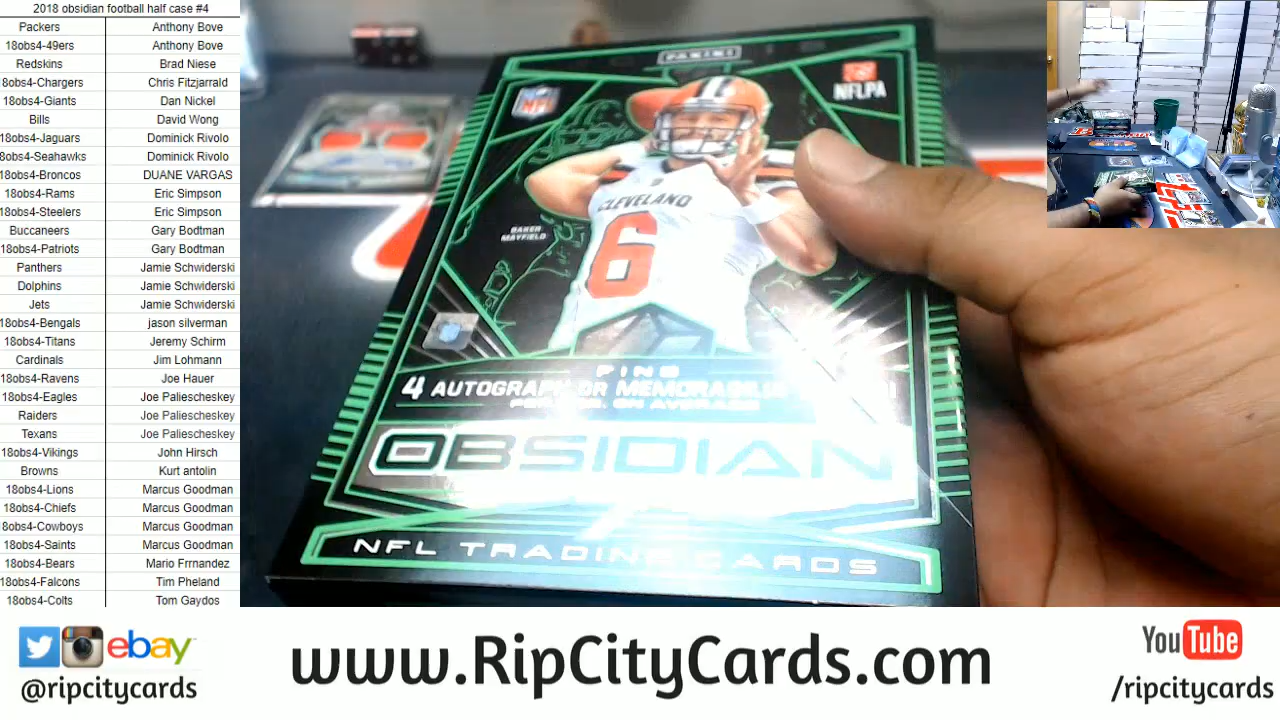 2018 obsidian football half case #4
Packers Anthony Bove
18obs4-49ers Anthony Bove
Redskins Brad Niese
8obs4-Chargers Chris Fitzjarrald
18obs4-Giants Dan Nickel
Bills David Wong
18obs4-Jaguars Dominick Rivolo
8obs4-Seahawks Dominick Rivolo
18obs4-Broncos DUANE VARGAS
18obs4-Rams Eric Simpson
18obs4-Steelers Eric Simpson
Buccaneers Gary Bodtman
18obs4-Patriots Gary Bodtman
Panthers Jamie Schwiderski
Dolphins Jamie Schwiderski
Jets Jamie Schwiderski
18obs4-Bengals jason silverman
18obs4-Titans Jeremy Schirm
Cardinals Jim Lohmann
18obs4-Ravens Joe Hauer
18obs4-Eagles Joe Paliescheskey
Raiders Joe Paliescheskey
Texans Joe Paliescheskey
18obs4-Vikings John Hirsch
Browns Kurt antolin
18obs4-Lions Marcus Goodman
18obs4-Chiefs Marcus Goodman
8obs4-Cowboys Marcus Goodman
18obs4-Saints Marcus Goodman
18obs4-Bears Mario Frrnandez
18obs4-Falcons Tim Pheland
18obs4-Colts Tom Gaydos
PANINI
NFL
NFLPA
CLEVELAND
6
BAKER
MAYFIELD
FIND
4 AUTOGRAPH OR MEMORABILIA
ON AVERAGE
OBSIDIAN
NFL TRADING CARDS
ebay
@ripcitycards
www.RipCityCards.com
YouTube
/ripcitycards